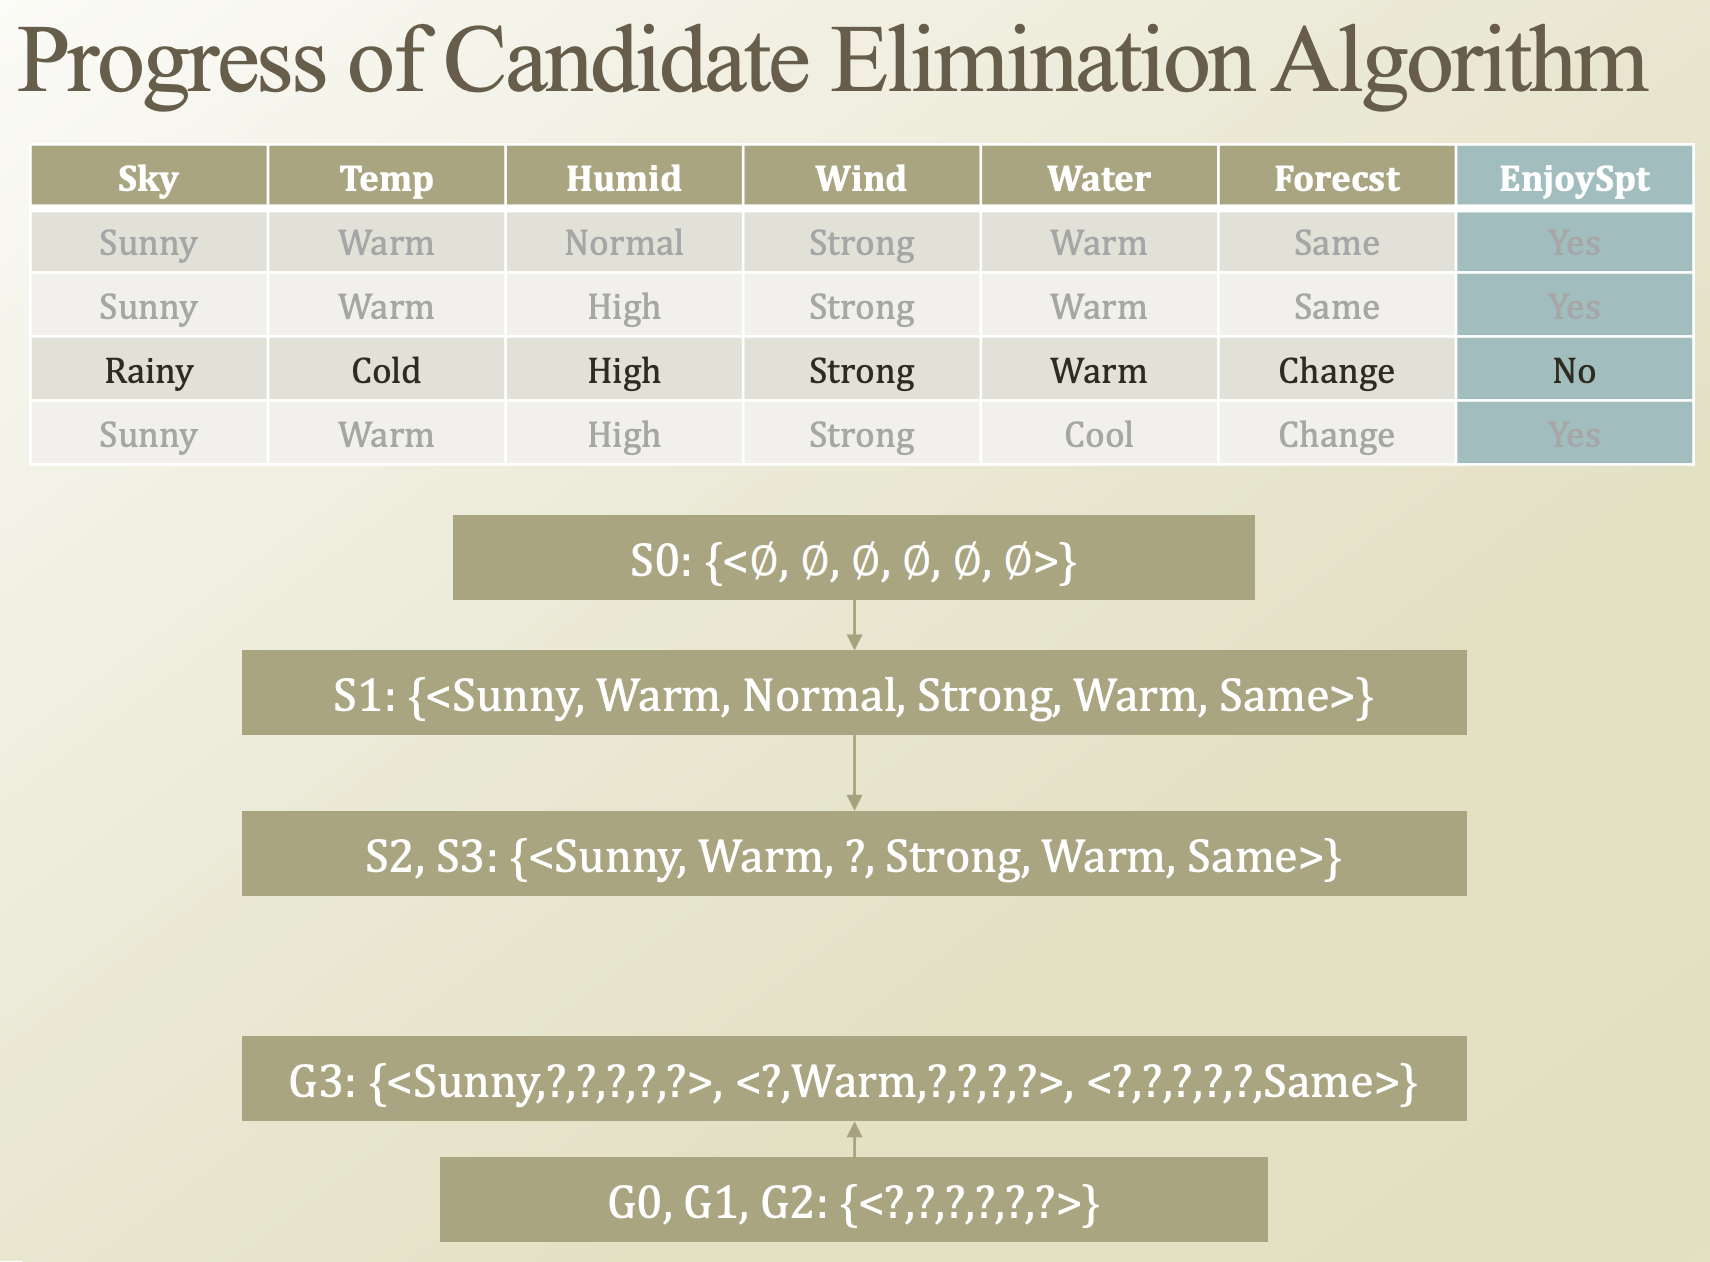 Progress of Candidate Elimination Algorithm
Sky Temp Humid Wind Water Forecst EnjoySpt
Sunny Warm Normal Strong Warm Same Yes
Sunny Warm High Strong Warm Same Yes
Rainy Cold High Strong Warm Change No
Sunny Warm High Strong Cool Change Yes
S0: {<∅, ∅, ∅, ∅, ∅, ∅>}
S1: {<Sunny, Warm, Normal, Strong, Warm, Same>}
S2, S3: {<Sunny, Warm, ?, Strong, Warm, Same>}
G3: {<Sunny,?,?,?,?,?>, <?,Warm,?,?,?,?>, <?,?,?,?,?,Same>}
G0, G1, G2: {<?,?,?,?,?,?>}